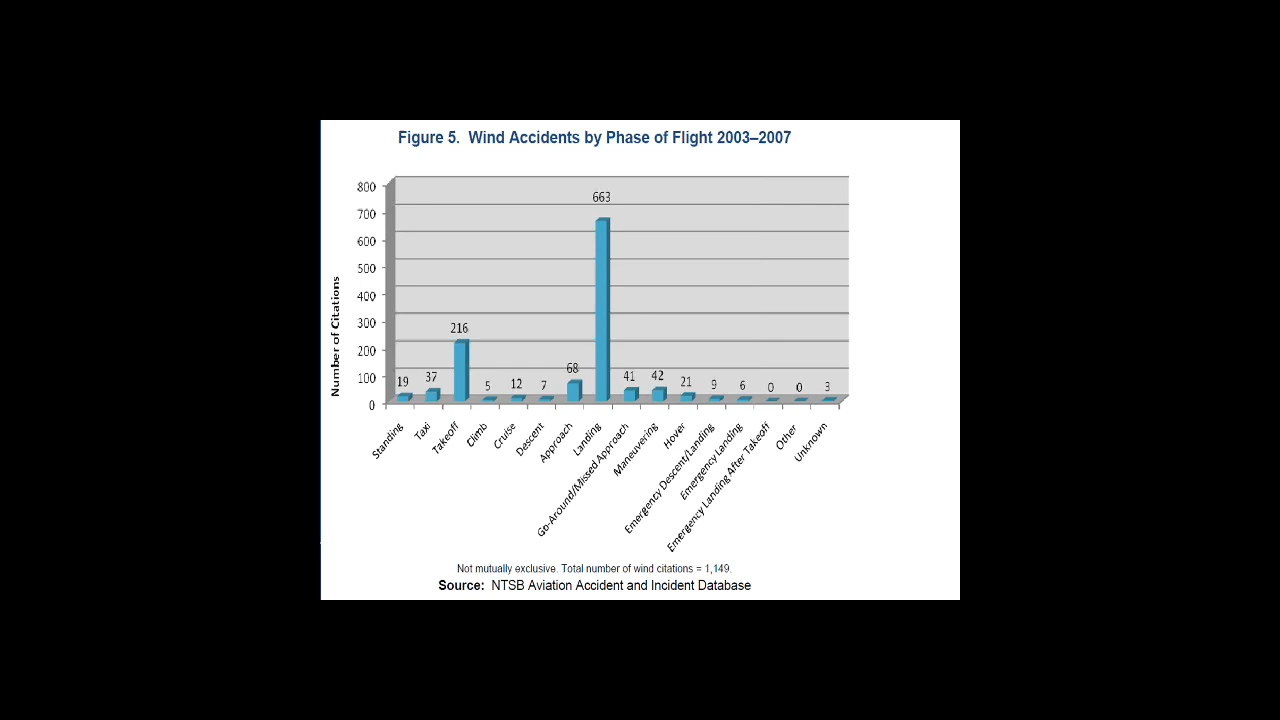 Figure 5. Wind Accidents by Phase of Flight 2003–2007
Number of Citations
800
700
600
500
400
300
200
100
0
19
37
216
5
12
7
68
663
41
42
21
9
6
0
0
3
Standing
Taxi
Takeoff
Climb
Cruise
Descent
Approach
Landing
Go-Around/Missed Approach
Maneuvering
Hover
Emergency Descent/Landing
Emergency Landing
Emergency Landing After Takeoff
Other
Unknown
Not mutually exclusive. Total number of wind citations = 1,149.
Source: NTSB Aviation Accident and Incident Database